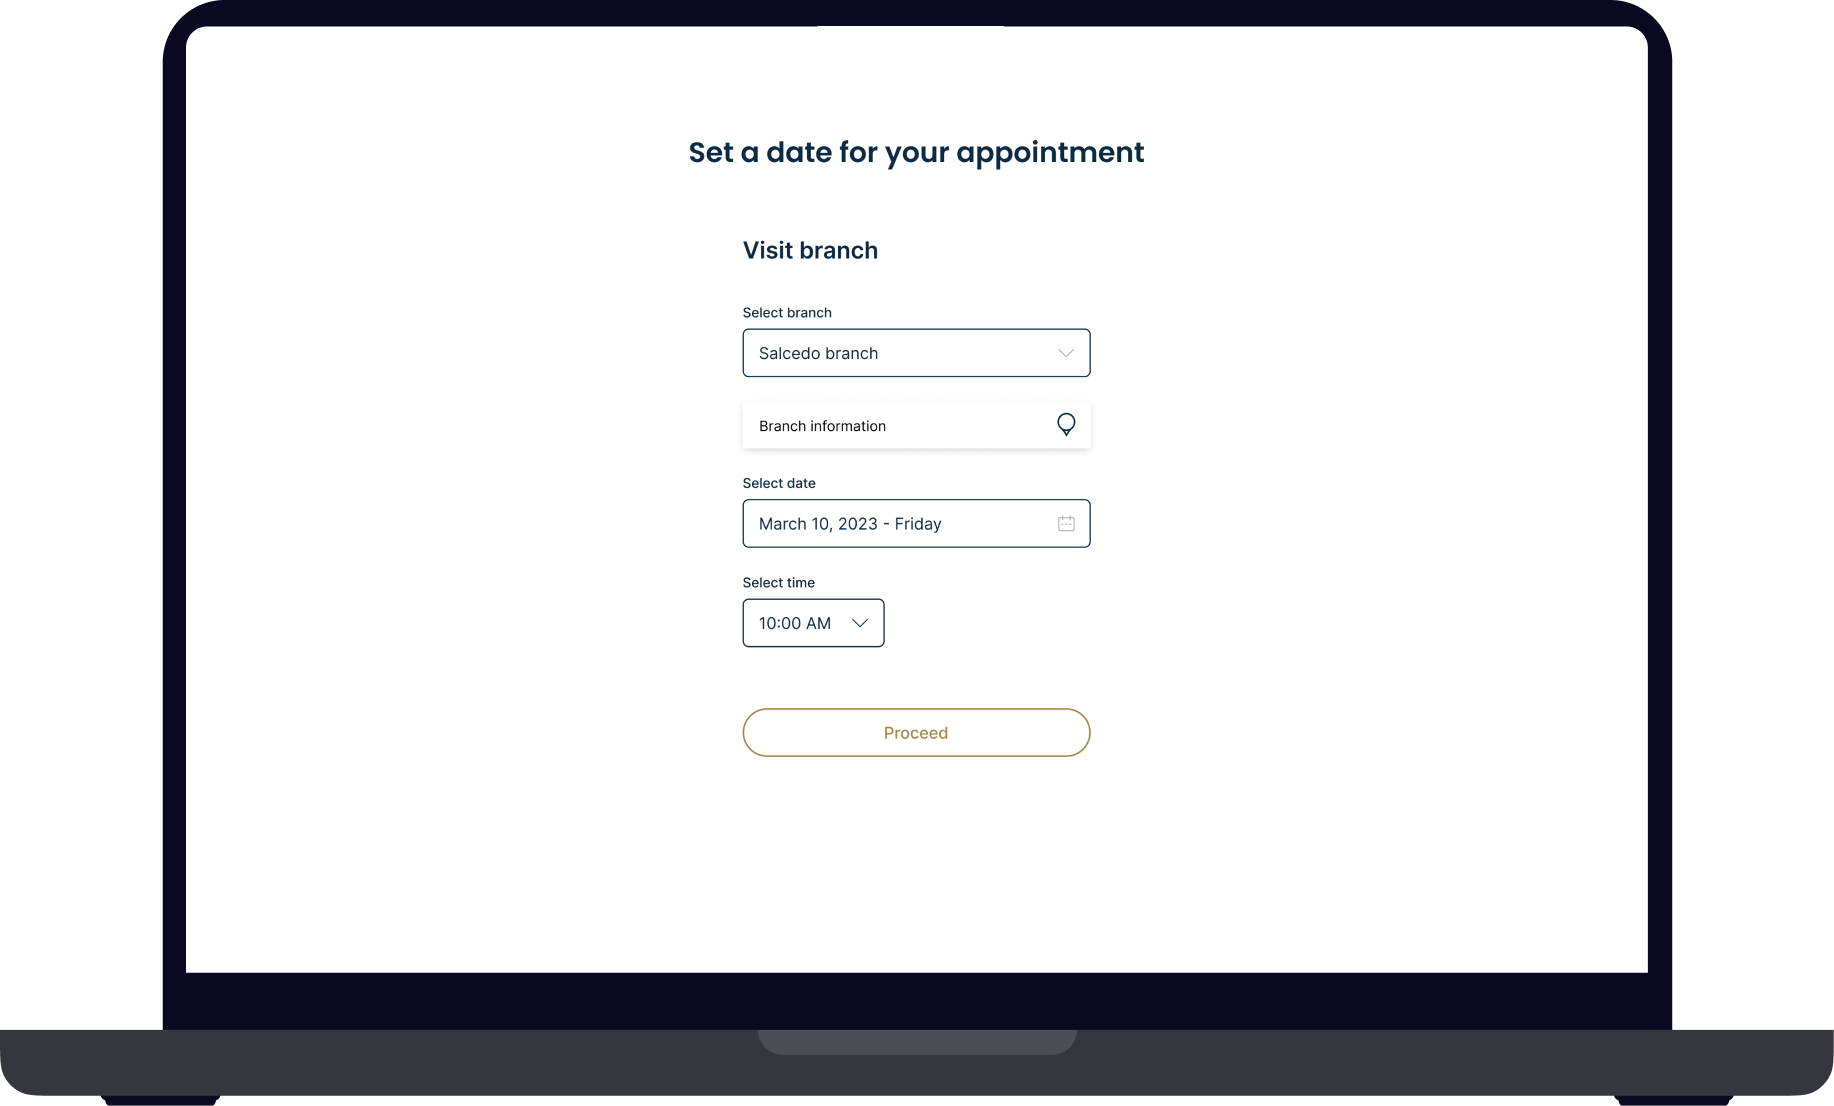 Set a date for your appointment
Visit branch
Select branch
Salcedo branch
Branch information
Select date
March 10, 2023 - Friday
Select time
10:00 AM
Proceed